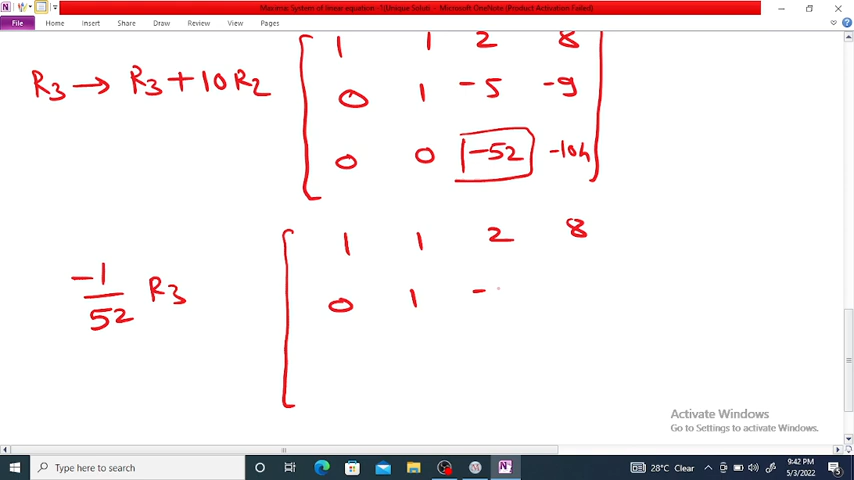 Maxima: System of linear equation -1(Unique Soluti - Microsoft OneNote (Product Activation Failed)
File Home Insert Share Draw History Review View Pages
1 1 2 8
R3 → R3 + 10R2
0 1 -5 -9
0 0 -52 -104
1 1 2 8
-1/52 R3
0 1 -
Activate Windows
Go to Settings to activate Windows.
Type here to search
28°C Clear
9:42 PM
5/3/2022